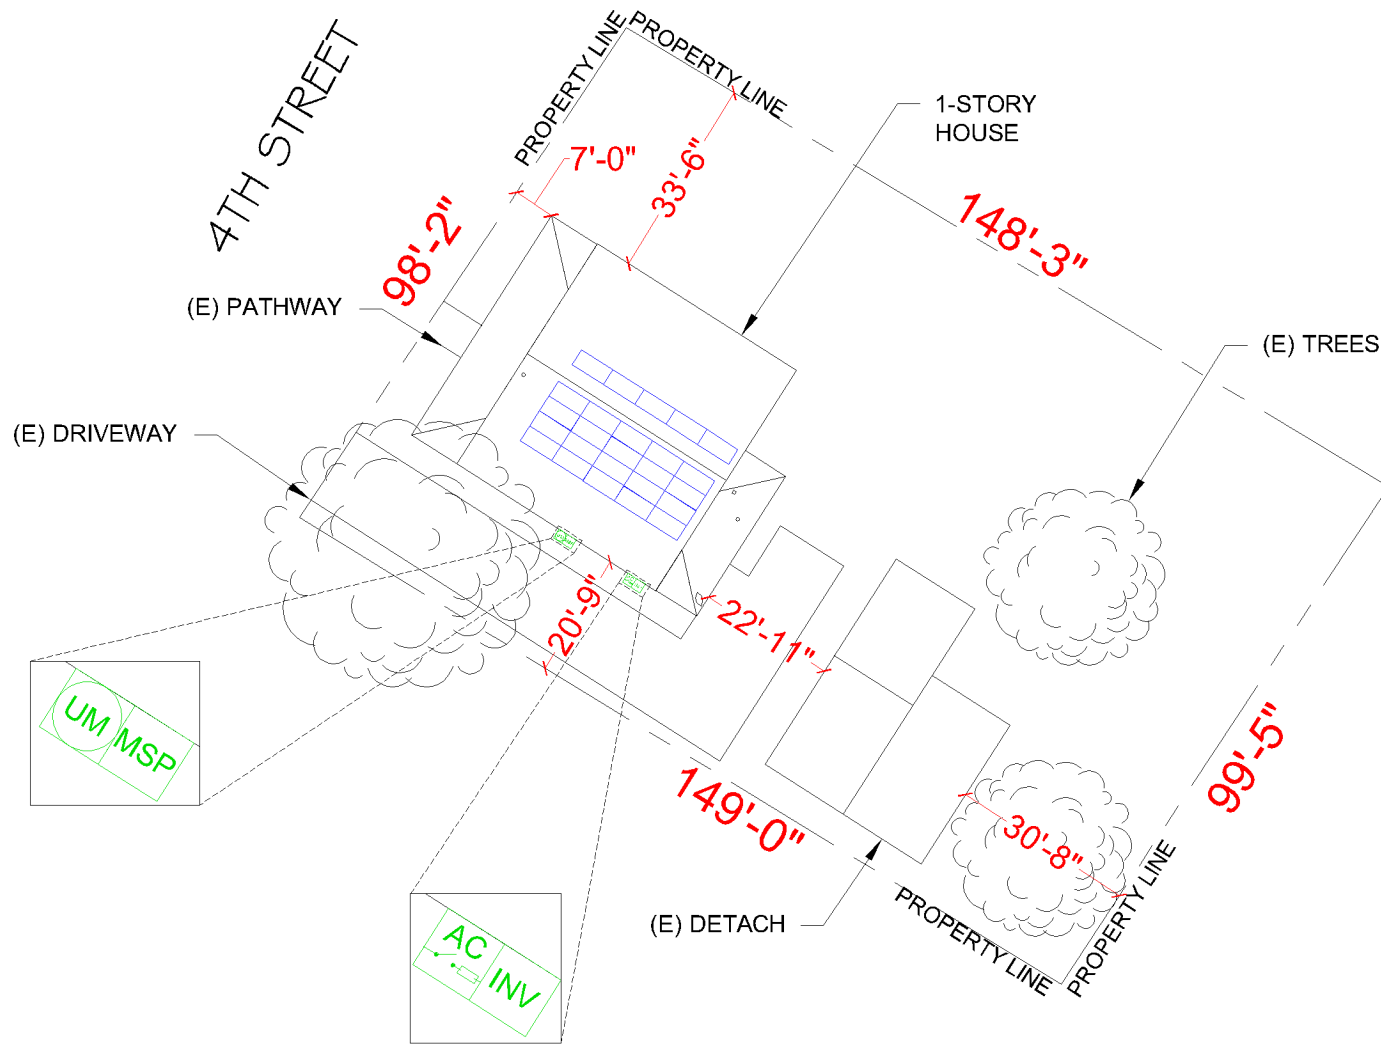 4TH STREET
PROPERTY LINE
PROPERTY LINE
1-STORY
HOUSE
7'-0"
33'-6"
148'-3"
98'-2"
(E) PATHWAY
(E) TREES
(E) DRIVEWAY
20'-9"
22'-11"
UM
MSP
149'-0"
99'-5"
30'-8"
(E) DETACH
PROPERTY LINE
PROPERTY LINE
AC
INV